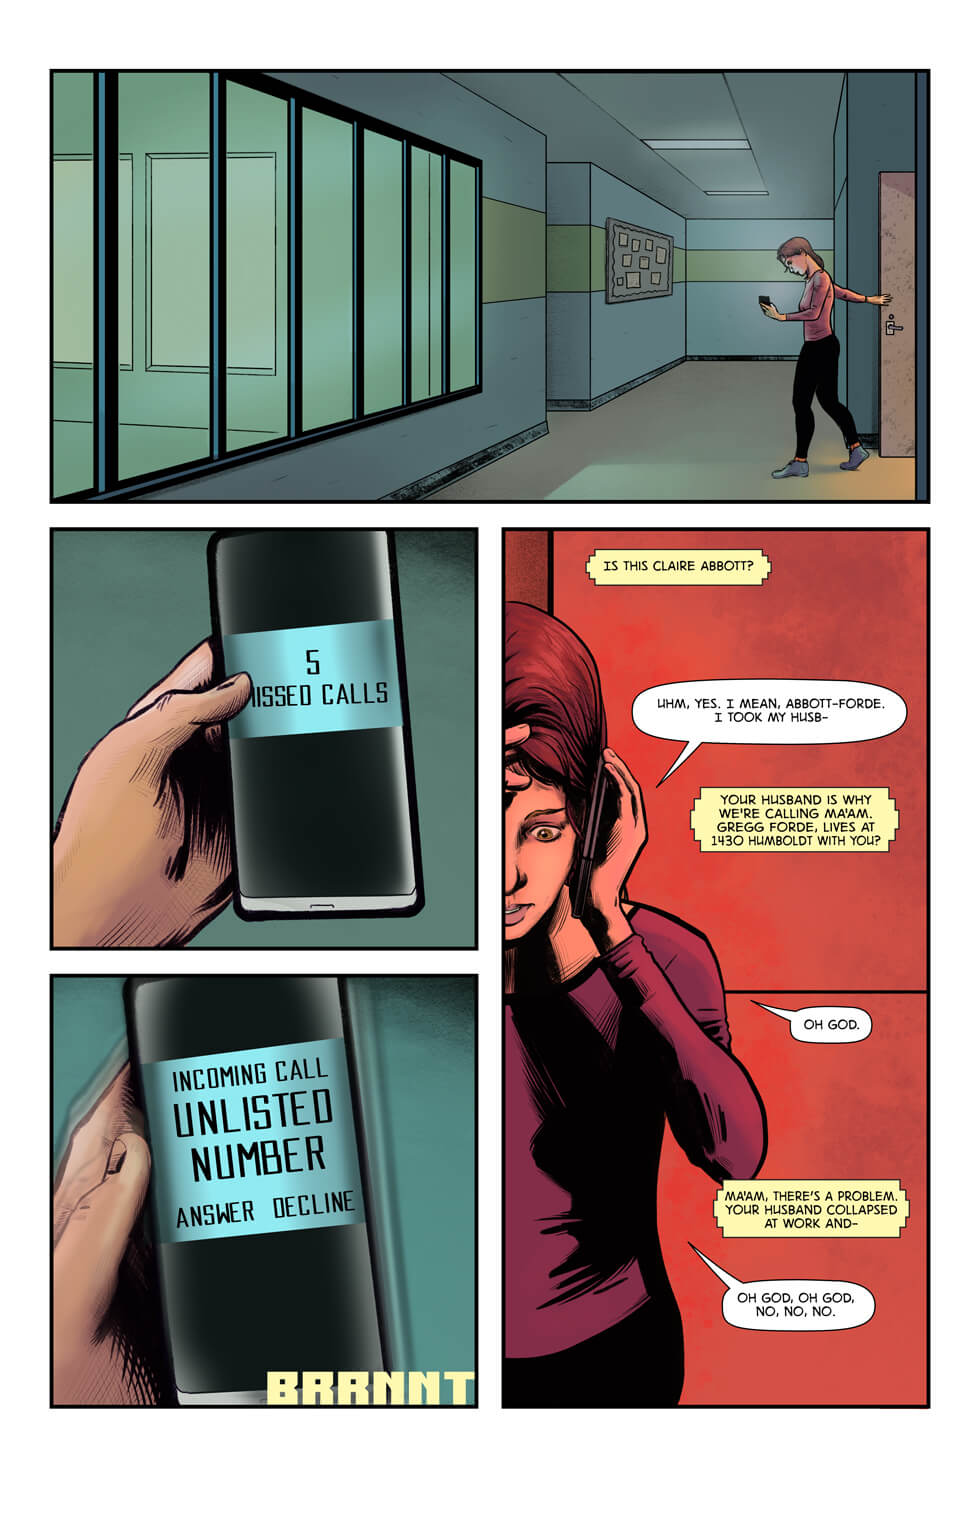 5
ISSED CALLS
INCOMING CALL
UNLISTED
NUMBER
ANSWER DECLINE
BRRNNT
IS THIS CLAIRE ABBOTT?
UHM, YES. I MEAN, ABBOTT-FORDE.
I TOOK MY HUSB-
YOUR HUSBAND IS WHY
WE'RE CALLING MA'AM.
GREGG FORDE, LIVES AT
1430 HUMBOLDT WITH YOU?
OH GOD.
MA'AM, THERE'S A PROBLEM.
YOUR HUSBAND COLLAPSED
AT WORK AND-
OH GOD, OH GOD,
NO, NO, NO.